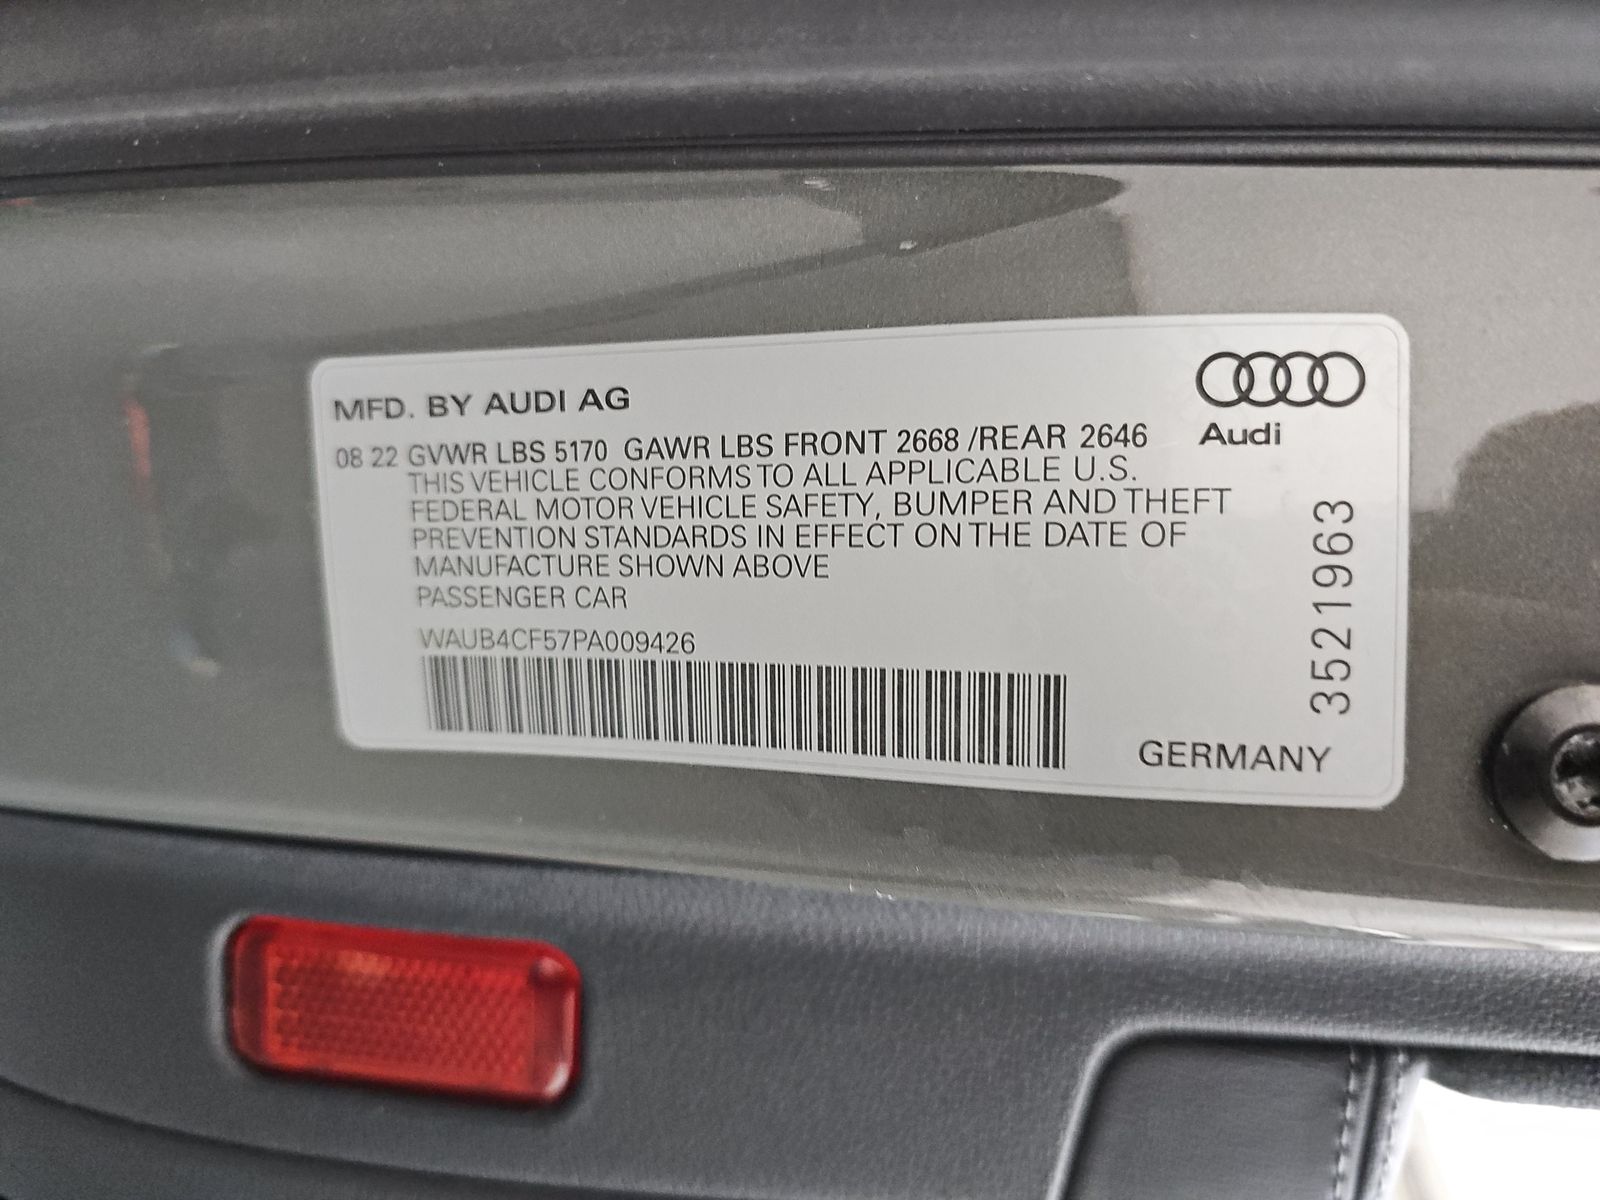 MFD. BY AUDI AG
08 22 GVWR LBS 5170 GAWR LBS FRONT 2668 /REAR 2646
THIS VEHICLE CONFORMS TO ALL APPLICABLE U.S.
FEDERAL MOTOR VEHICLE SAFETY, BUMPER AND THEFT
PREVENTION STANDARDS IN EFFECT ON THE DATE OF
MANUFACTURE SHOWN ABOVE
PASSENGER CAR
WAUB4CF57PA009426
Audi
3521963
GERMANY